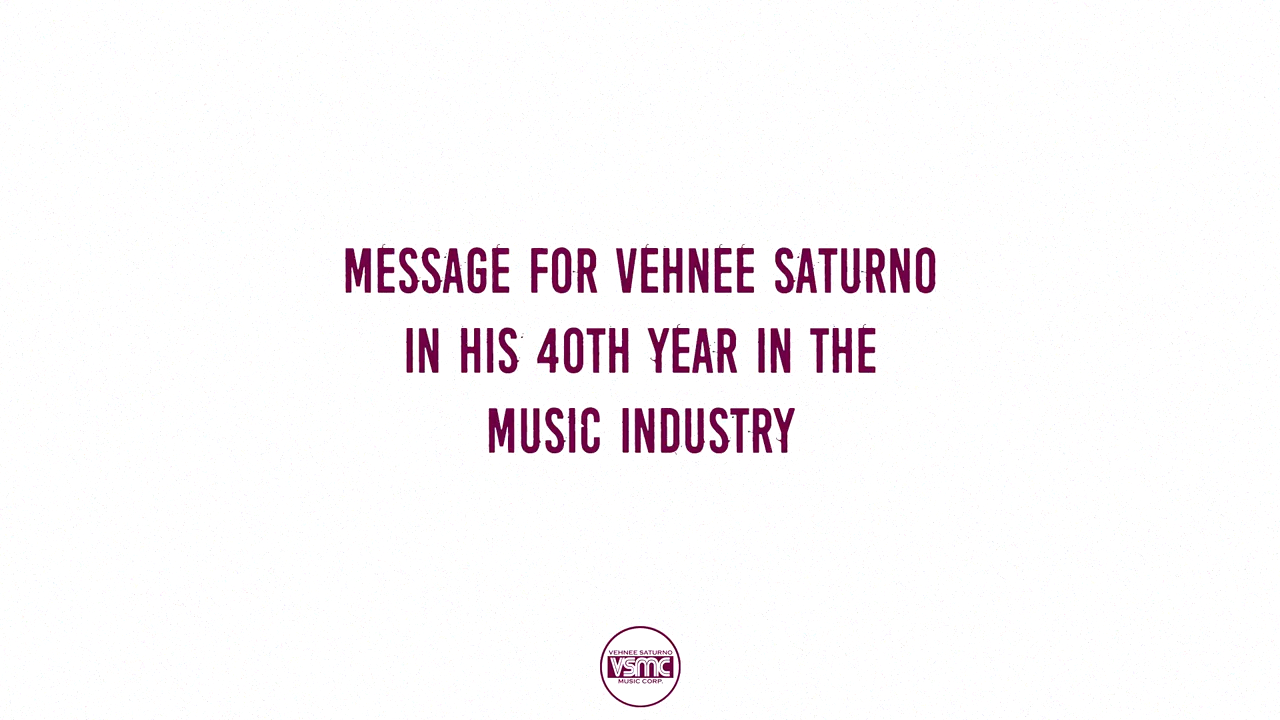 MESSAGE FOR VEHNEE SATURNO
IN HIS 40TH YEAR IN THE
MUSIC INDUSTRY
VEHNEE SATURNO
VSMC
MUSIC CORP.